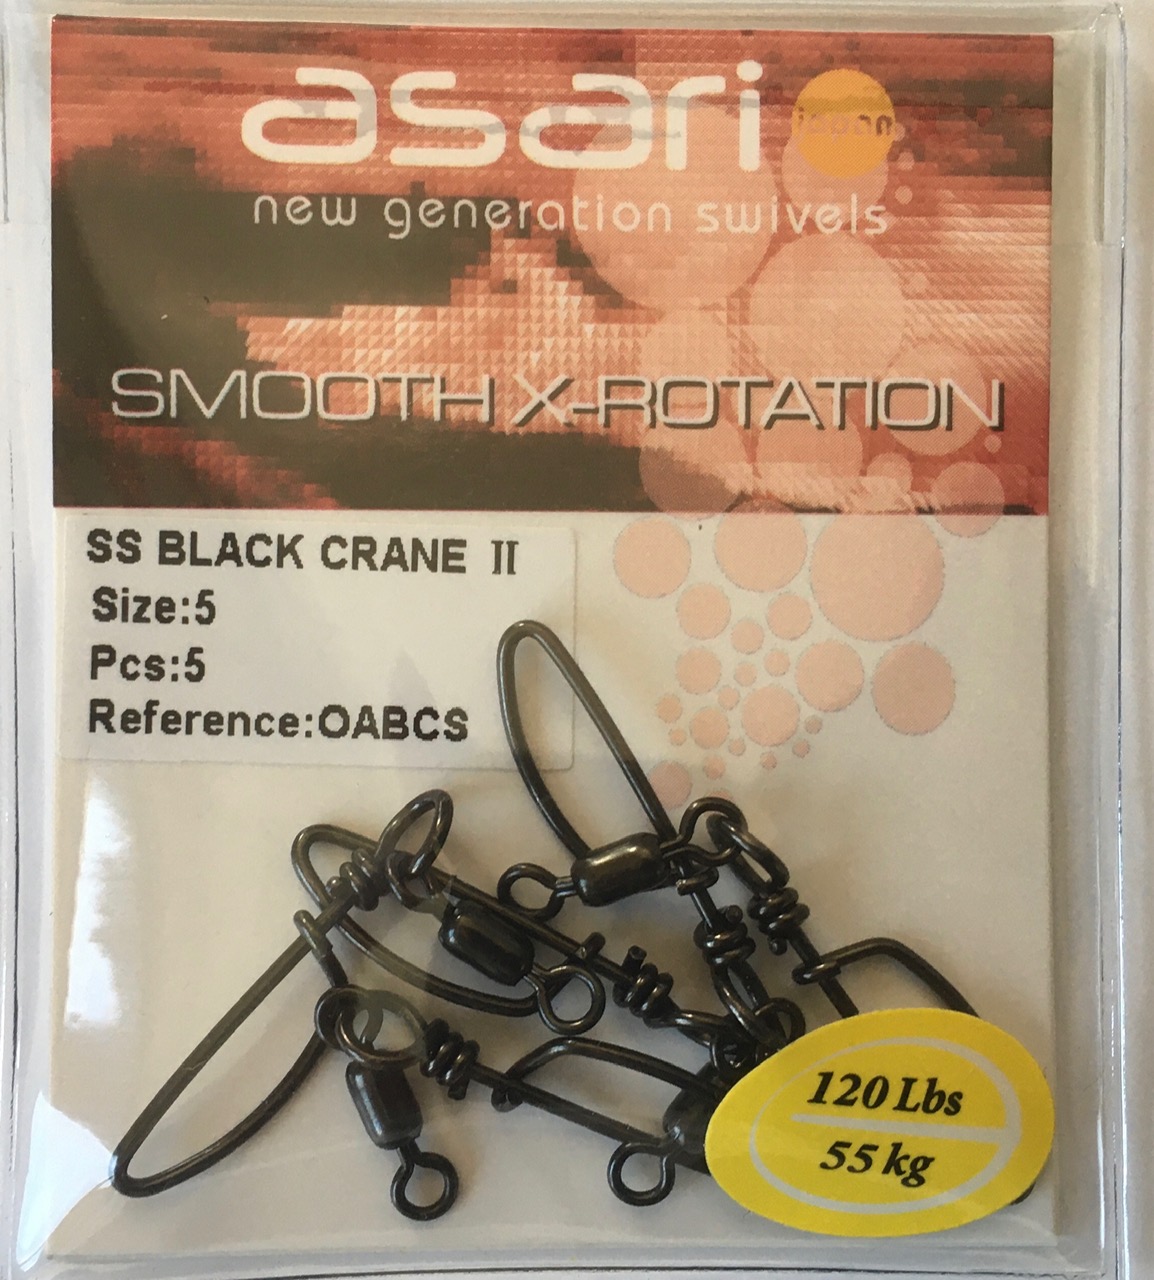 asari
japan
new generation swivels
SMOOTH X-ROTATION
SS BLACK CRANE II
Size:5
Pcs:5
Reference:OABCS
120 Lbs
55 kg